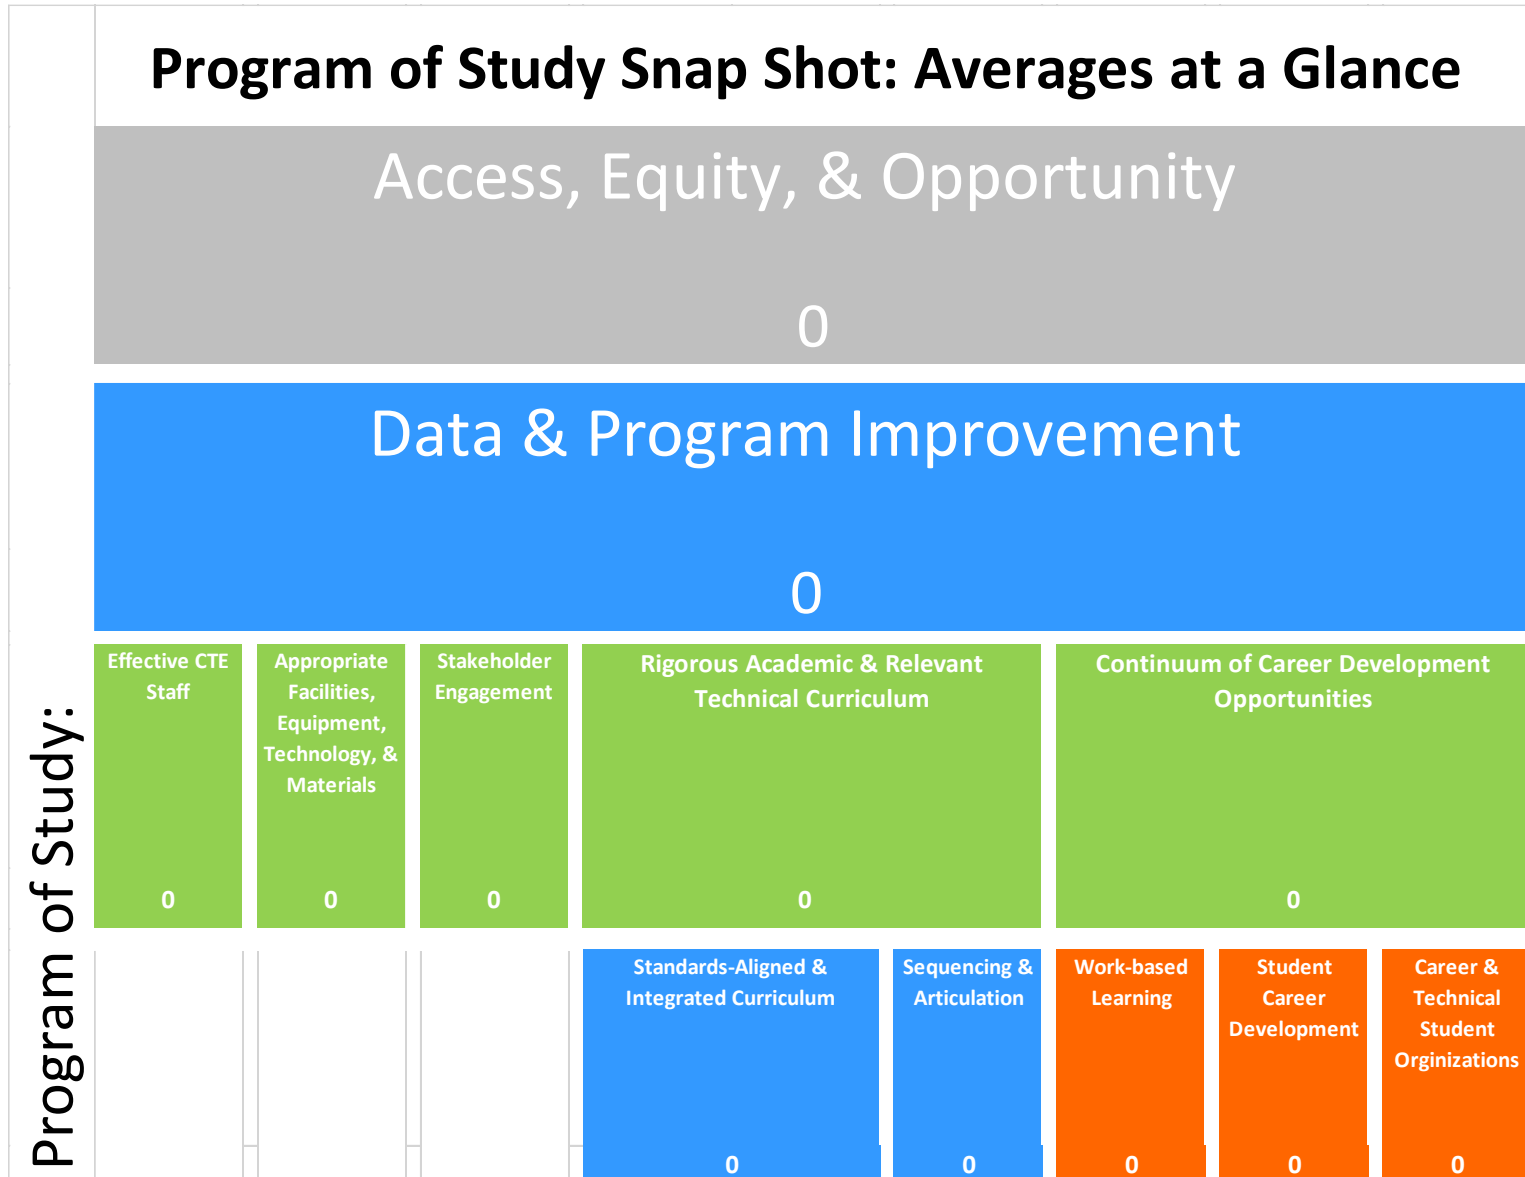 Program of Study Snap Shot: Averages at a Glance
Access, Equity, & Opportunity
0
Data & Program Improvement
0
Program of Study:
Effective CTE
Staff
0
Appropriate
Facilities,
Equipment,
Technology, &
Materials
0
Stakeholder
Engagement
0
Rigorous Academic & Relevant
Technical Curriculum
0
Continuum of Career Development
Opportunities
0
Standards-Aligned &
Integrated Curriculum
0
Sequencing &
Articulation
0
Work-based
Learning
0
Student
Career
Development
0
Career &
Technical
Student
Orginizations
0